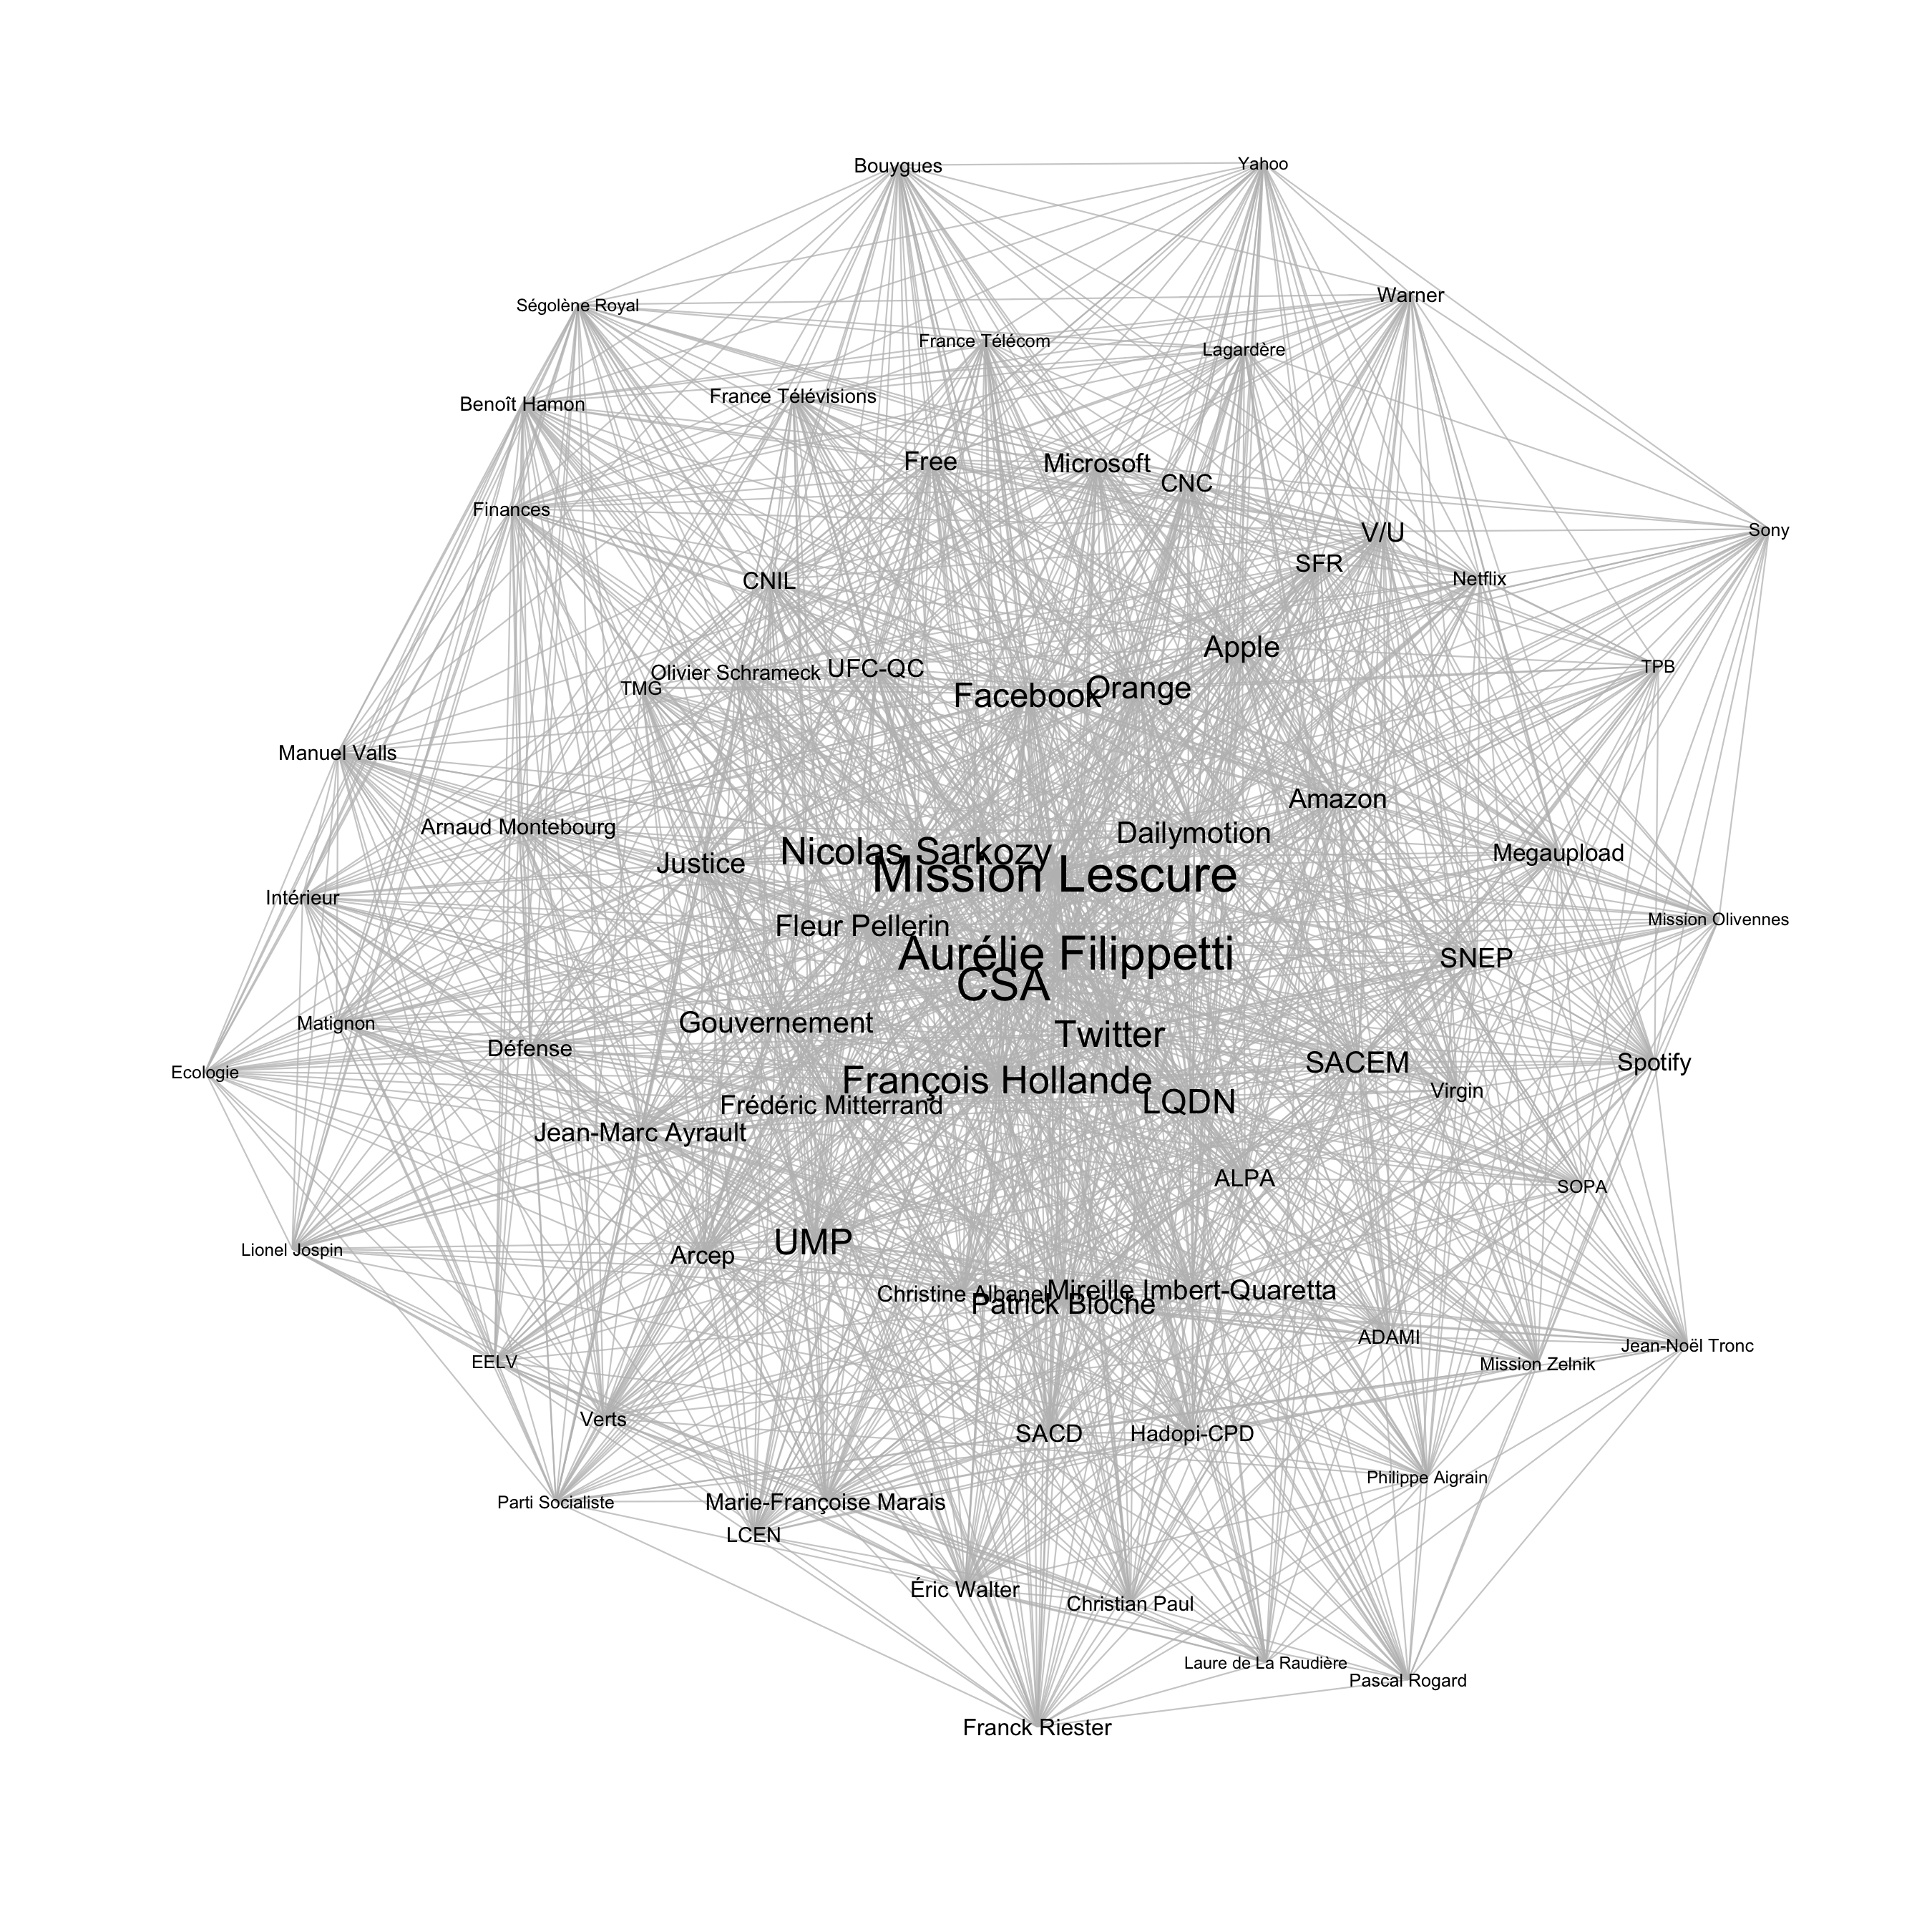 Yahoo
Bouygues
Warner
Ségolène Royal
France Télécom
Lagardère
France Télévisions
Benoît Hamon
Free
Microsoft
CNC
Finances
Sony
V/U
SFR
Netflix
CNIL
Apple
TPB
UFC-QC
Olivier Schrameck
TMG
Orange
Facebook
Manuel Valls
Amazon
Arnaud Montebourg
Dailymotion
Nicolas Sarkozy
Megaupload
Justice
Mission Lescure
Intérieur
Mission Olivennes
Fleur Pellerin
Aurélie Filippetti
SNEP
CSA
Gouvernement
Matignon
Twitter
Défense
SACEM
Spotify
Ecologie
François Hollande
Virgin
LQDN
Frédéric Mitterrand
Jean-Marc Ayrault
ALPA
SOPA
UMP
Lionel Jospin
Arcep
Mireille Imbert-Quaretta
Christine Albanel
Patrick Bloche
ADAMI
Jean-Noël Tronc
EELV
Mission Zelnik
Verts
SACD
Hadopi-CPD
Philippe Aigrain
Parti Socialiste
Marie-Françoise Marais
LCEN
Éric Walter
Christian Paul
Laure de La Raudière
Pascal Rogard
Franck Riester